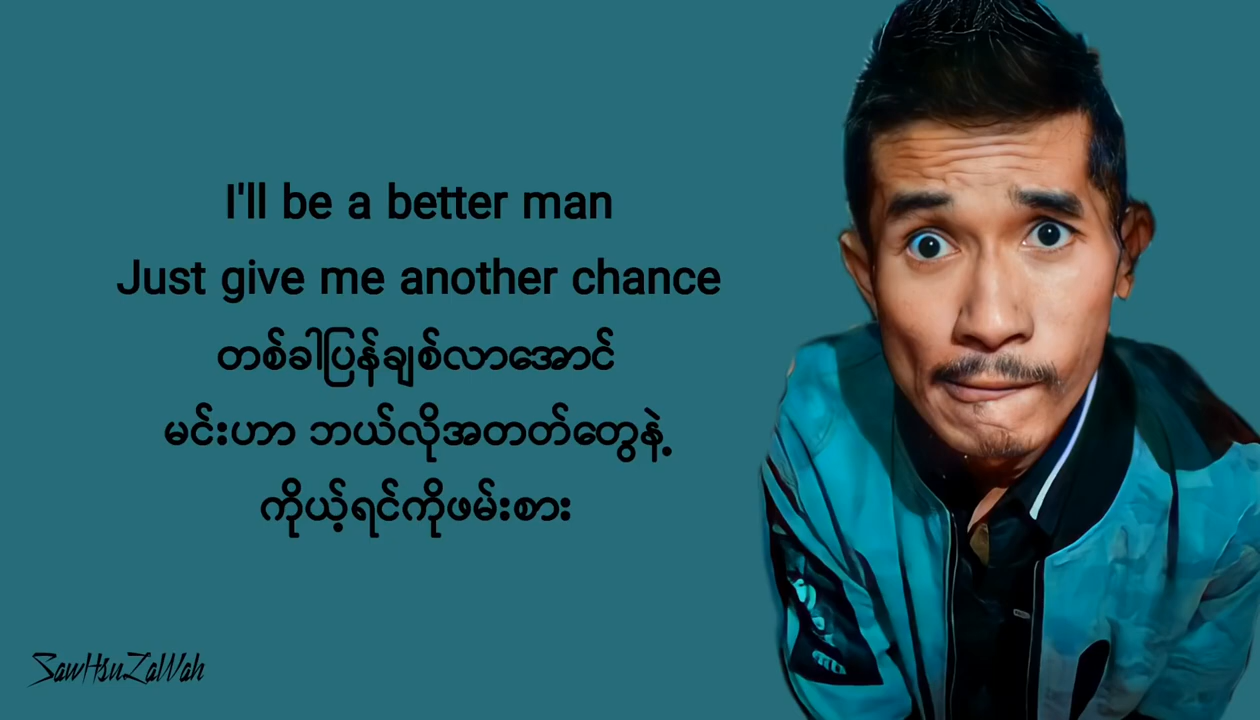 I'll be a better man
Just give me another chance
တစ်ခါပြန်ချစ်လာအောင်
မင်းဟာ ဘယ်လိုအတတ်တွေနဲ့
ကိုယ့်ရင်ကိုဖမ်းစား
SawHsuZaWah